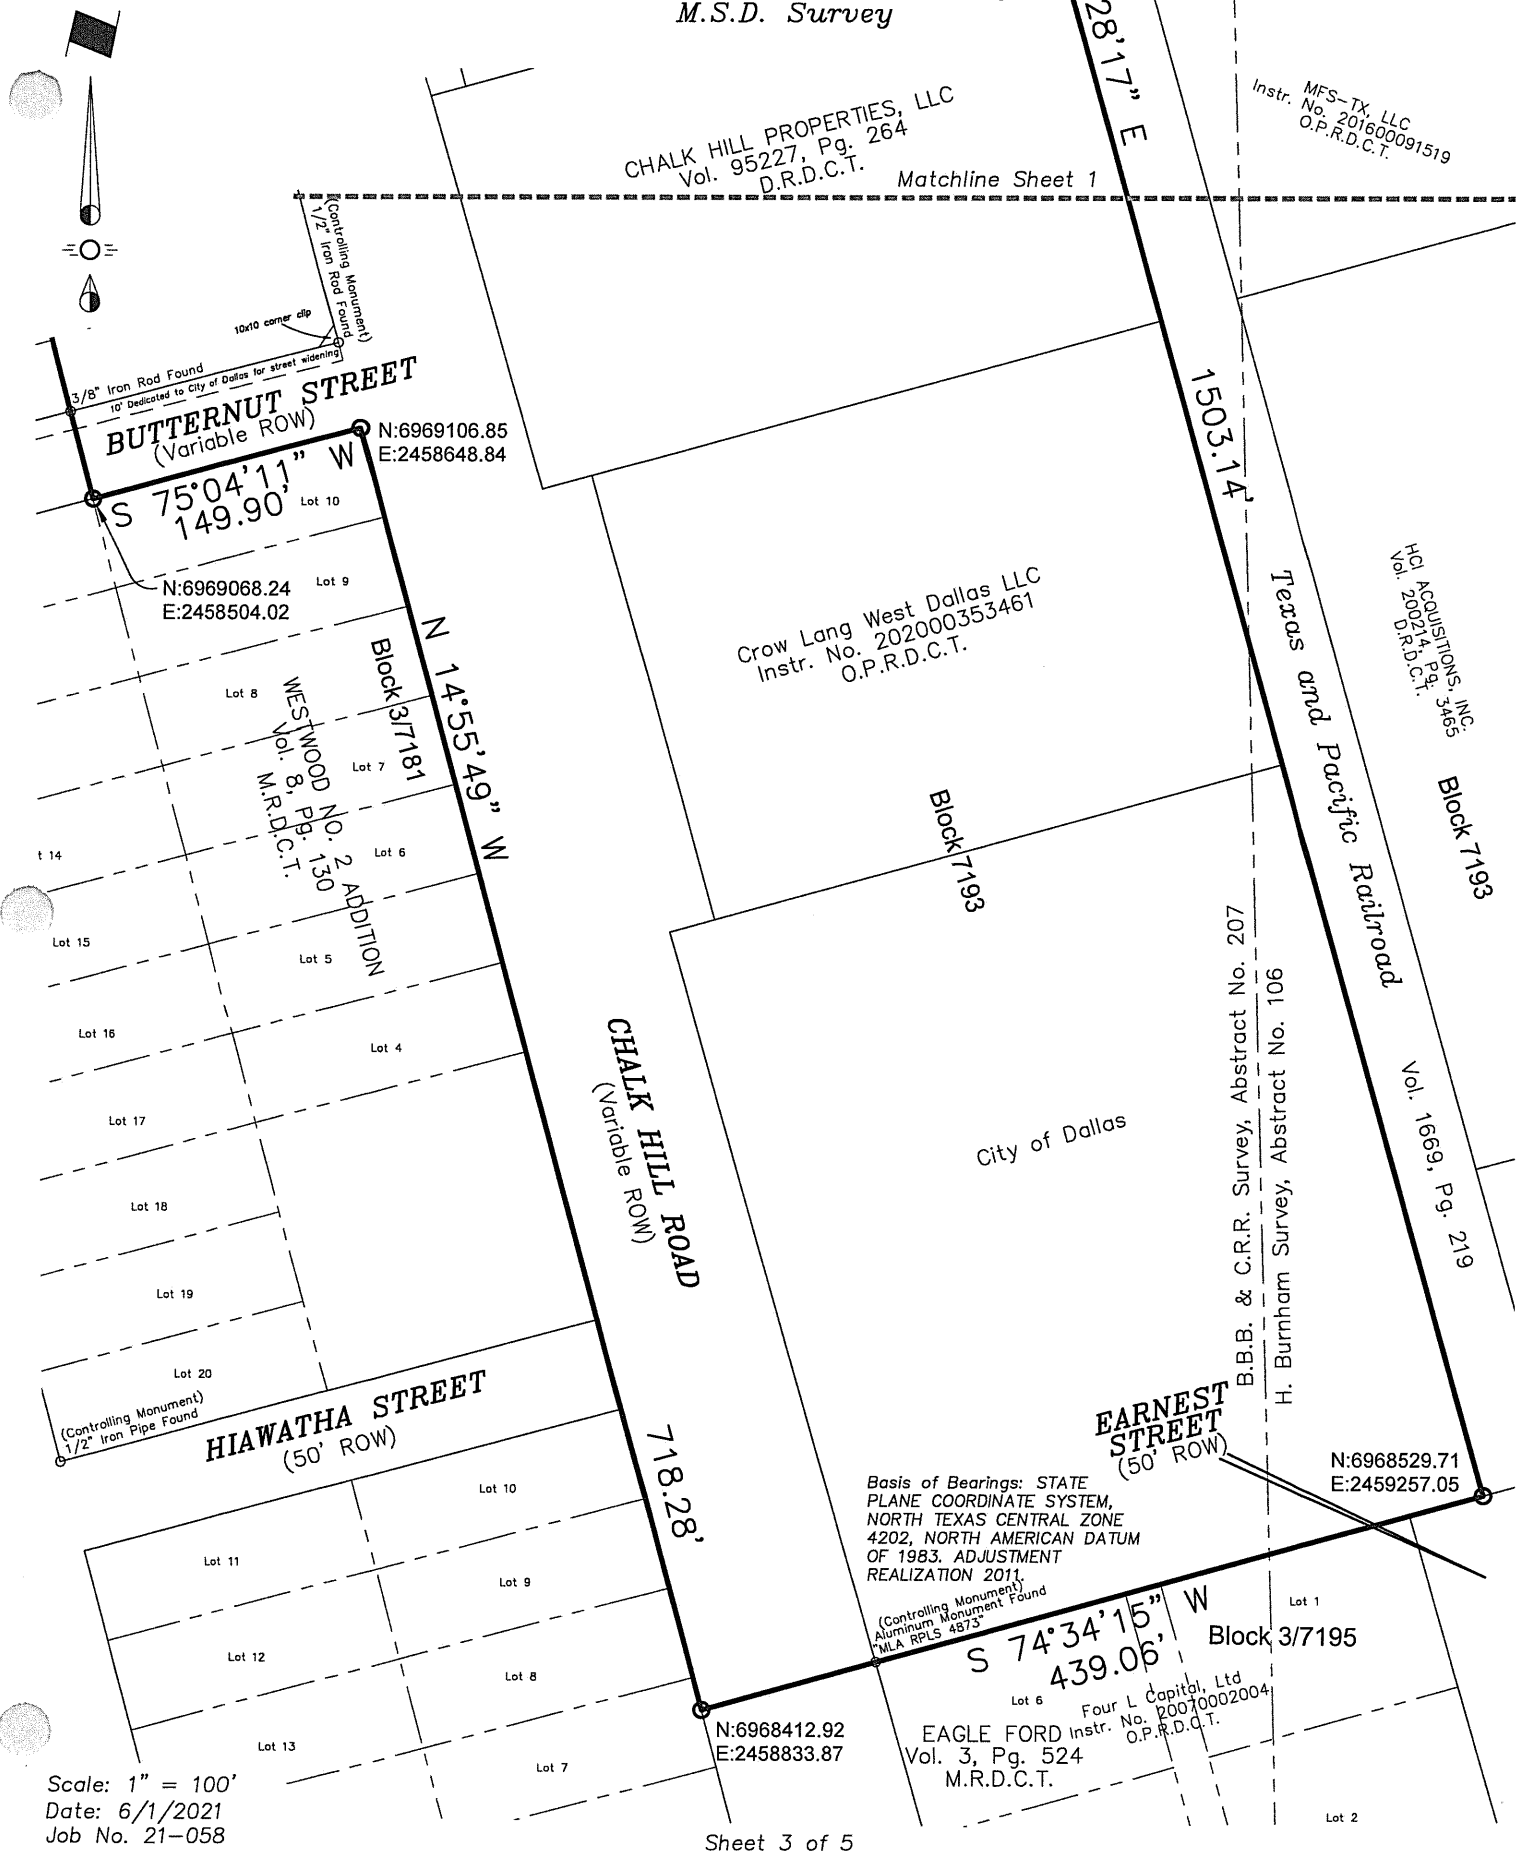 M.S.D. Survey
28'17" E
MFS-TX, LLC
Instr. No. 201600091519
O.P.R.D.C.T.
CHALK HILL PROPERTIES, LLC
Vol. 95227, Pg. 264
D.R.D.C.T.
Matchline Sheet 1
(Controlling Monument)
1/2" Iron Rod Found
10x10 corner clip
3/8" Iron Rod Found
10' Dedicated to City of Dallas for street widening
BUTTERNUT STREET
(Variable ROW)
N:6969106.85
E:2458648.84
S 75°04'11" W
149.90'
Lot 10
N:6969068.24
E:2458504.02
Lot 9
1503.14'
Texas and Pacific Railroad
Vol. 1669, Pg. 219
HCI ACQUISITIONS, INC.
Vol. 200214, Pg. 3465
D.R.D.C.T.
Block 7193
Crow Lang West Dallas LLC
Instr. No. 202000353461
O.P.R.D.C.T.
N 14°55'49" W
Block 3/7181
Lot 8
WESTWOOD NO. 2 ADDITION
Vol. 8, Pg. 130
M.R.D.C.T.
Lot 7
Block 7193
t 14
Lot 6
Lot 15
Lot 5
Lot 16
Lot 4
Lot 17
CHALK HILL ROAD
(Variable ROW)
City of Dallas
B.B.B. & C.R.R. Survey, Abstract No. 207
H. Burnham Survey, Abstract No. 106
Lot 18
Lot 19
Lot 20
(Controlling Monument)
1/2" Iron Pipe Found
HIAWATHA STREET
(50' ROW)
718.28'
EARNEST
STREET
(50' ROW)
N:6968529.71
E:2459257.05
Basis of Bearings: STATE
PLANE COORDINATE SYSTEM,
NORTH TEXAS CENTRAL ZONE
4202, NORTH AMERICAN DATUM
OF 1983. ADJUSTMENT
REALIZATION 2011.
Lot 10
Lot 11
Lot 9
(Controlling Monument)
Aluminum Monument Found
"MLA RPLS 4873"
S 74°34'15" W
439.06'
Lot 1
Block 3/7195
Lot 12
Lot 8
Lot 6
Four L Capital, Ltd
Instr. No. 20070002004
O.P.R.D.C.T.
N:6968412.92
E:2458833.87
EAGLE FORD
Vol. 3, Pg. 524
M.R.D.C.T.
Lot 13
Lot 7
Lot 2
Scale: 1" = 100'
Date: 6/1/2021
Job No. 21-058
Sheet 3 of 5